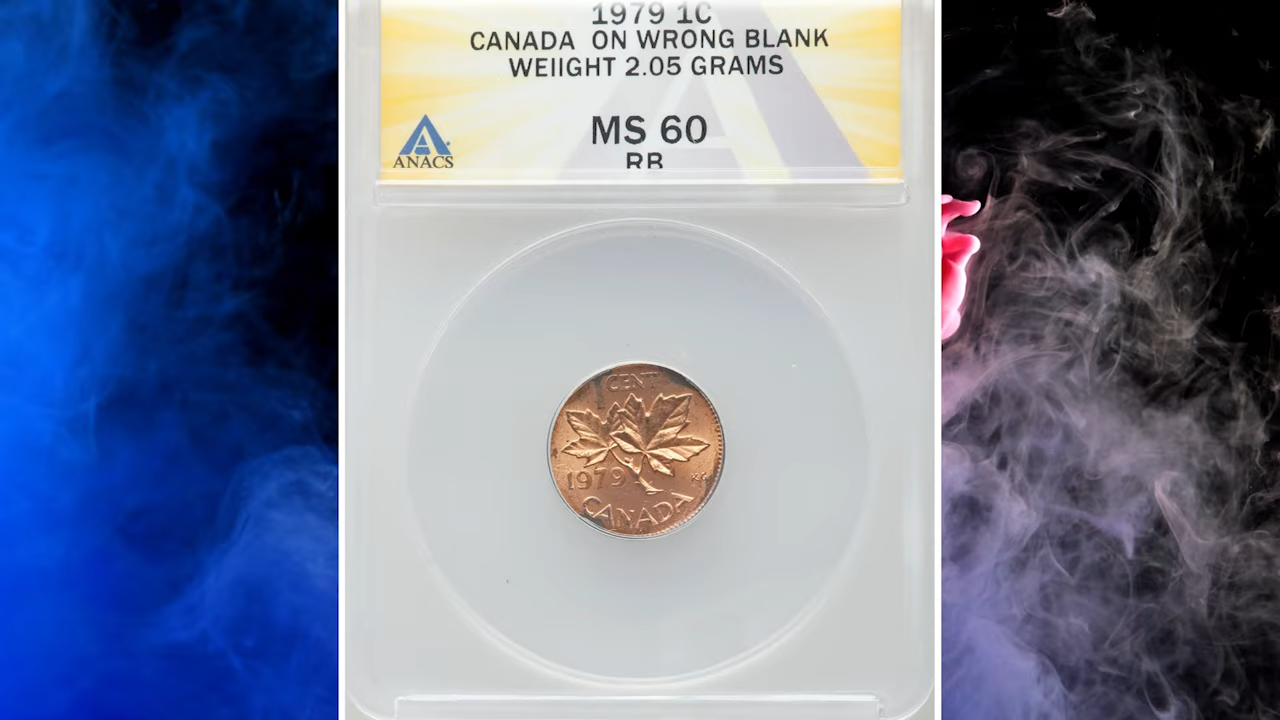 1979 1C
CANADA ON WRONG BLANK
WEIIGHT 2.05 GRAMS
MS 60
ANACS
RB
CENT
1979
CANADA